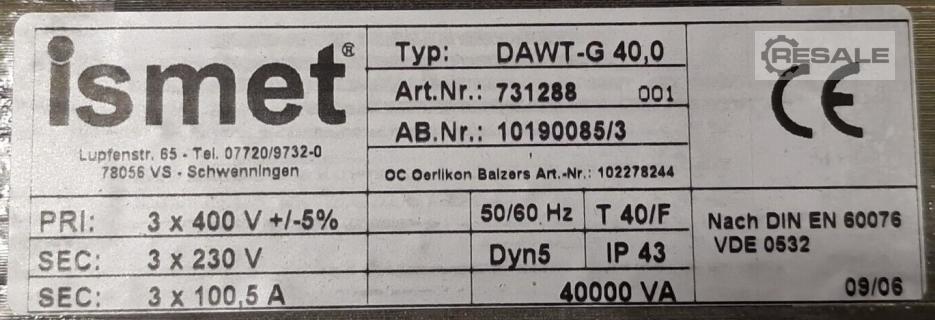 ismet®
Lupfenstr. 65 - Tel. 07720/9732-0
78056 VS - Schwenningen
Typ: DAWT-G 40,0
Art.Nr.: 731288 001
AB.Nr.: 10190085/3
OC Oerlikon Balzers Art.-Nr.: 102278244
RESALE
CE
PRI: 3 x 400 V +/-5% 50/60 Hz T 40/F
SEC: 3 x 230 V Dyn5 IP 43
SEC: 3 x 100,5 A 40000 VA
Nach DIN EN 60076
VDE 0532
09/06